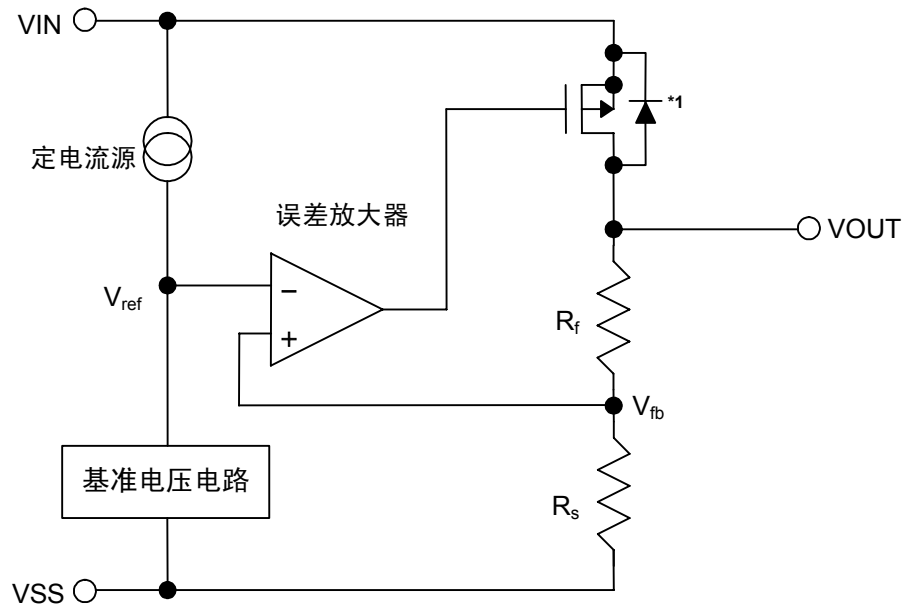 VIN
*1
定电流源
误差放大器
VOUT
Vref
−
+
Rf
Vfb
基准电压电路
Rs
VSS